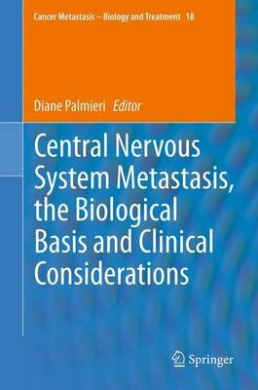 Cancer Metastasis – Biology and Treatment 18
Diane Palmieri Editor
Central Nervous
System Metastasis,
the Biological
Basis and Clinical
Considerations
Springer